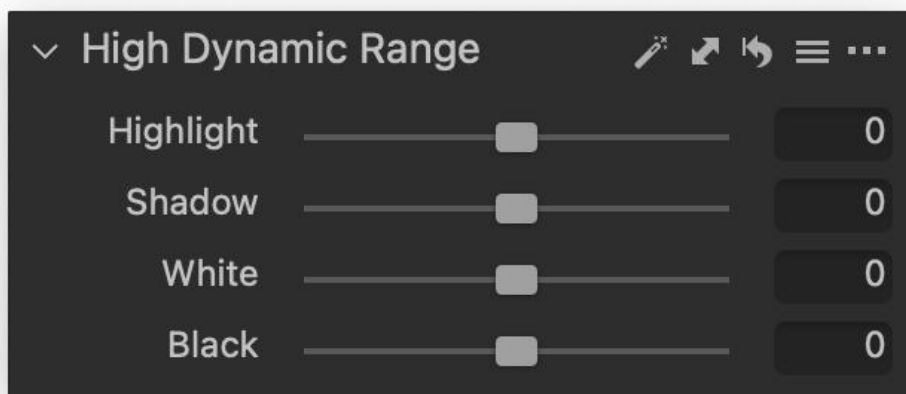 High Dynamic Range
Highlight 0
Shadow 0
White 0
Black 0